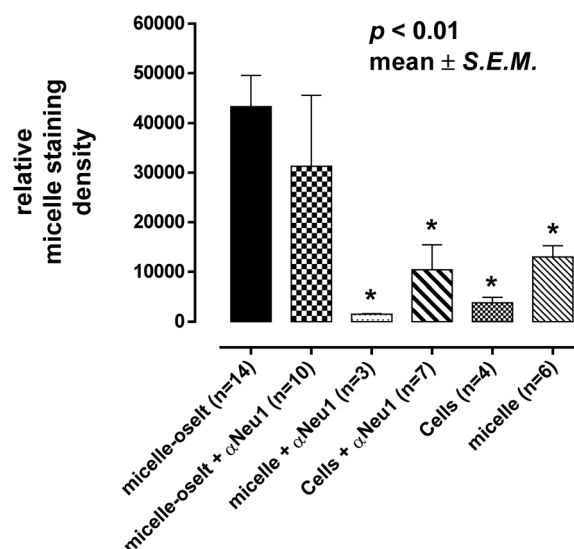 p < 0.01
mean ± S.E.M.
relative
micelle staining
density
60000
50000
40000
30000
20000
10000
0
*
*
*
*
micelle-oselt (n=14)
micelle-oselt + αNeu1 (n=10)
micelle + αNeu1 (n=3)
Cells + αNeu1 (n=7)
Cells (n=4)
micelle (n=6)